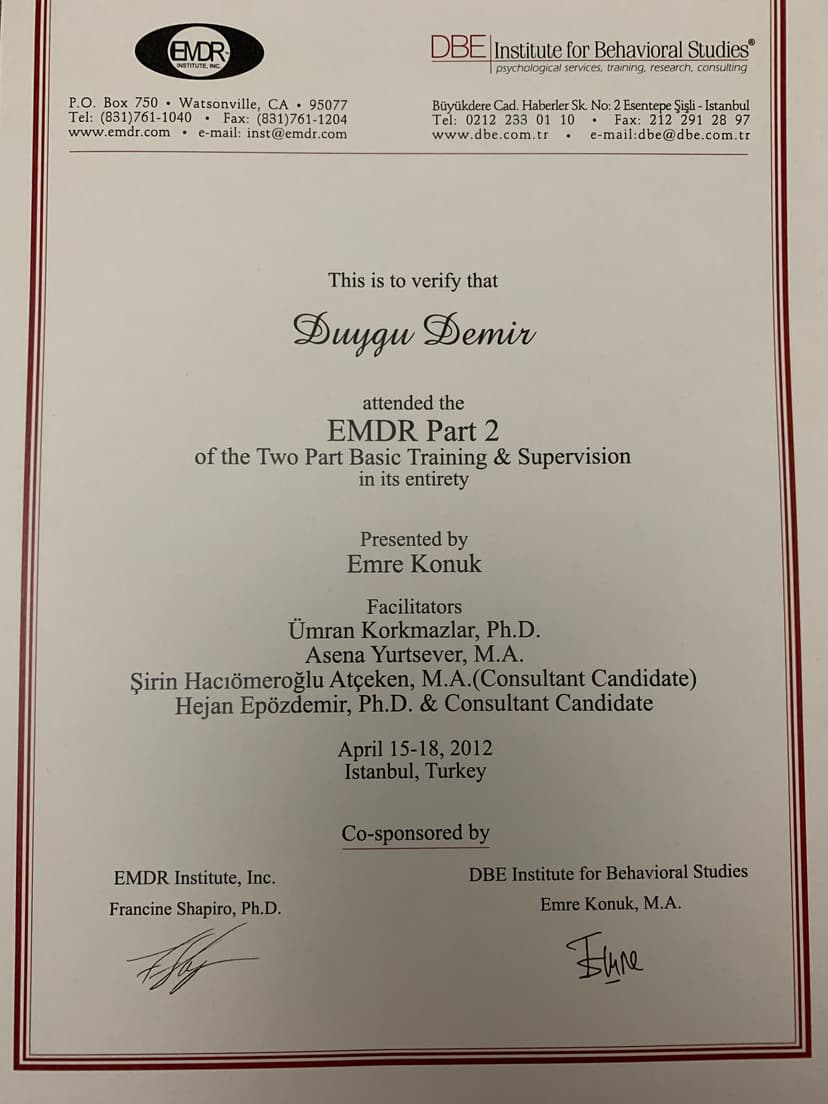 EMDR
INSTITUTE, INC.
P.O. Box 750 • Watsonville, CA • 95077
Tel: (831)761-1040 • Fax: (831)761-1204
www.emdr.com • e-mail: inst@emdr.com
DBE Institute for Behavioral Studies®
psychological services, training, research, consulting
Büyükdere Cad. Haberler Sk. No: 2 Esentepe Şişli - Istanbul
Tel: 0212 233 01 10 • Fax: 212 291 28 97
www.dbe.com.tr • e-mail:dbe@dbe.com.tr
This is to verify that
Duygu Demir
attended the
EMDR Part 2
of the Two Part Basic Training & Supervision
in its entirety
Presented by
Emre Konuk
Facilitators
Ümran Korkmazlar, Ph.D.
Asena Yurtsever, M.A.
Şirin Hacıömeroğlu Atçeken, M.A.(Consultant Candidate)
Hejan Epözdemir, Ph.D. & Consultant Candidate
April 15-18, 2012
Istanbul, Turkey
Co-sponsored by
EMDR Institute, Inc.
Francine Shapiro, Ph.D.
DBE Institute for Behavioral Studies
Emre Konuk, M.A.
Emre